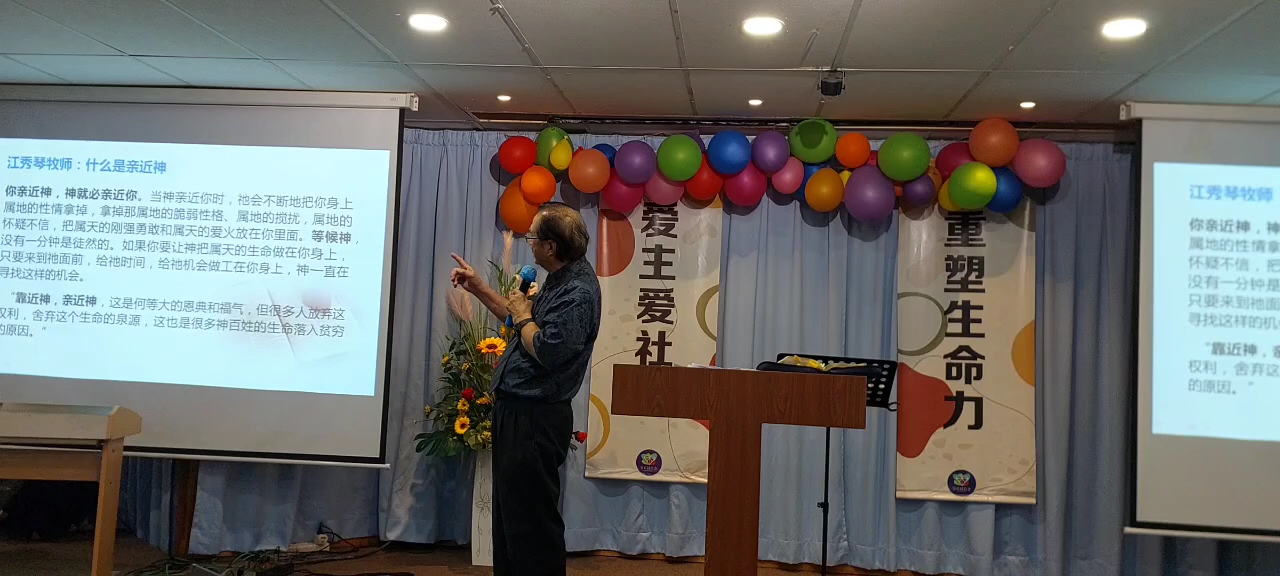 江秀琴牧师：什么是亲近神
你亲近神，神就必亲近你。当神亲近你时，祂会不断地把你身上
属地的性情拿掉，拿掉那属地的脆弱性格、属地的搅扰，属地的
怀疑不信，把属天的刚强勇敢和属天的爱火放在你里面。等候神，
没有一分钟是徒然的。如果你要让神把属天的生命做在你身上，
只要来到祂面前，给祂时间，给祂机会做工在你身上，神一直在
寻找这样的机会。
“靠近神，亲近神，这是何等大的恩典和福气，但很多人放弃这
权利，舍弃这个生命的泉源，这也是很多神百姓的生命落入贫穷
的原因。”
爱主爱社
重塑生命力
江秀琴牧师
你亲近神，神
属地的性情拿
怀疑不信，把
没有一分钟是
只要来到祂面
寻找这样的机
“靠近神，
权利，舍弃这
的原因。”